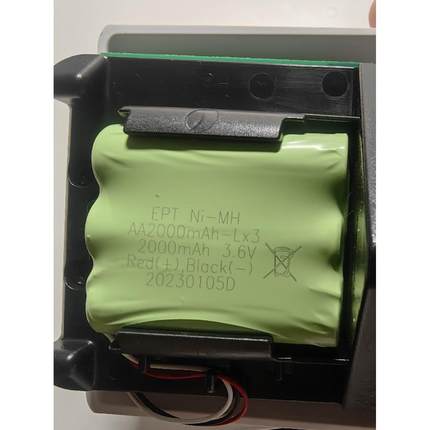 EPT Ni-MH
AA2000mAh-Lx3
2000mAh 3.6V
Red(+),Black(-)
20230105D